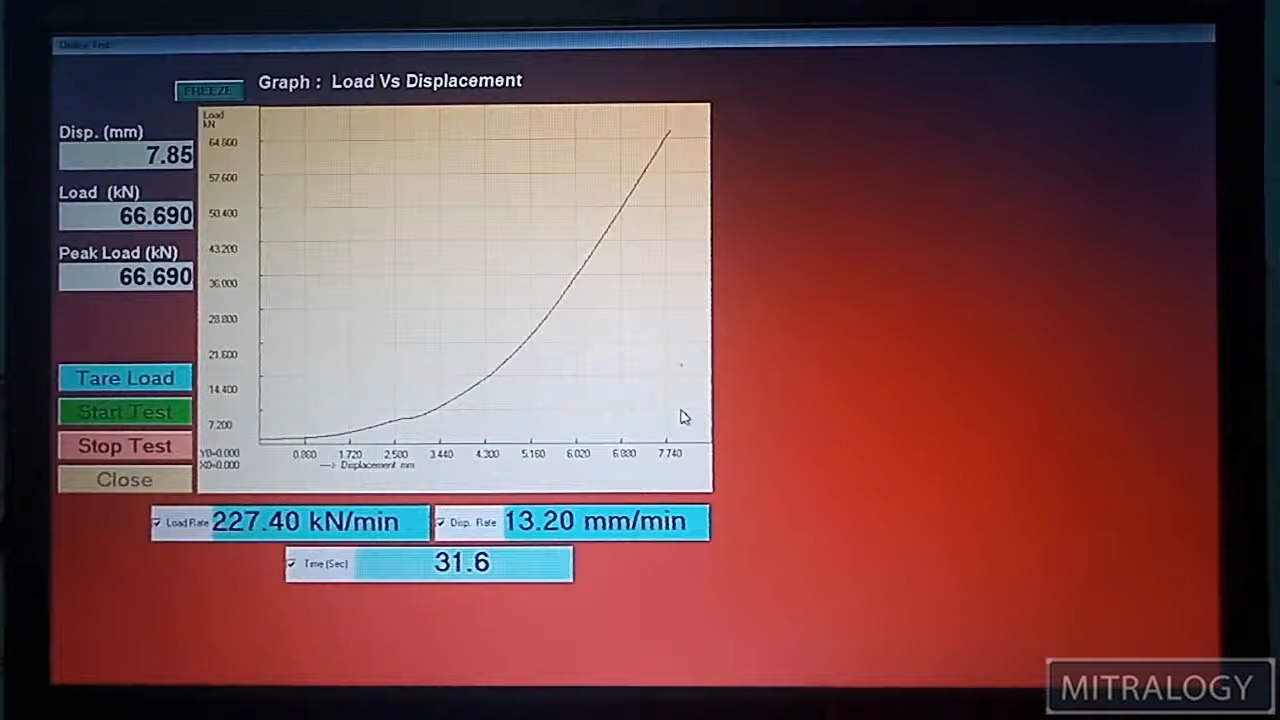 Online Test
FREEZE
Graph : Load Vs Displacement
Disp. (mm)
7.85
Load (kN)
66.690
Peak Load (kN)
66.690
Tare Load
Start Test
Stop Test
Close
Load
kN
64.800
57.600
50.400
43.200
36.000
28.800
21.600
14.400
7.200
Y0=0.000
X0=0.000
0.860 1.720 2.580 3.440 4.300 5.160 6.020 6.880 7.740
---> Displacement mm
Load Rate 227.40 kN/min
Disp. Rate 13.20 mm/min
Time (Sec) 31.6
MITRALOGY